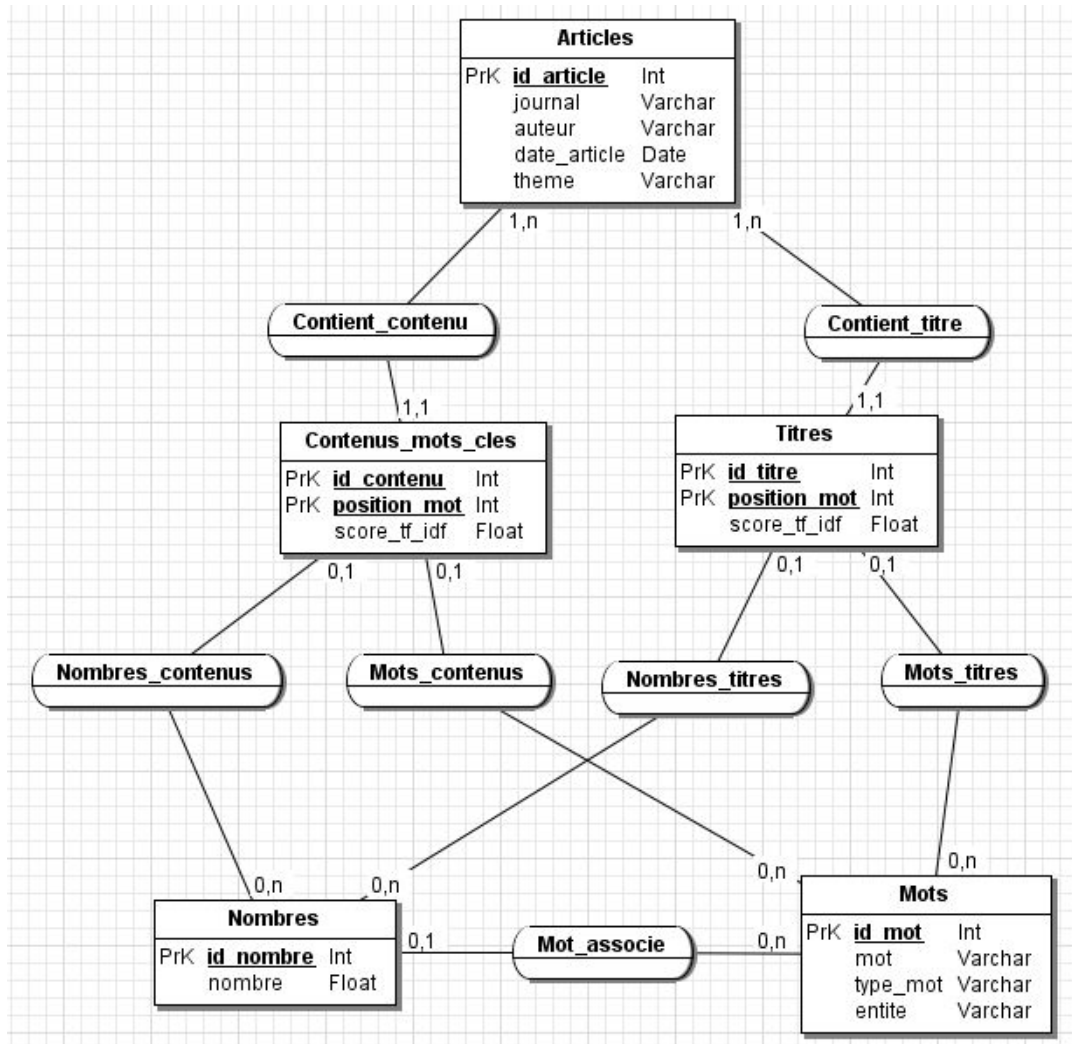 Articles
PrK id_article Int
journal Varchar
auteur Varchar
date_article Date
theme Varchar
1,n 1,n
Contient_contenu Contient_titre
1,1 1,1
Contenus_mots_cles
PrK id_contenu Int
PrK position_mot Int
score_tf_idf Float
Titres
PrK id_titre Int
PrK position_mot Int
score_tf_idf Float
0,1 0,1 0,1 0,1
Nombres_contenus Mots_contenus Nombres_titres Mots_titres
0,n 0,n 0,n 0,n
Nombres
PrK id_nombre Int
nombre Float
0,1 Mot_associe 0,n
Mots
PrK id_mot Int
mot Varchar
type_mot Varchar
entite Varchar